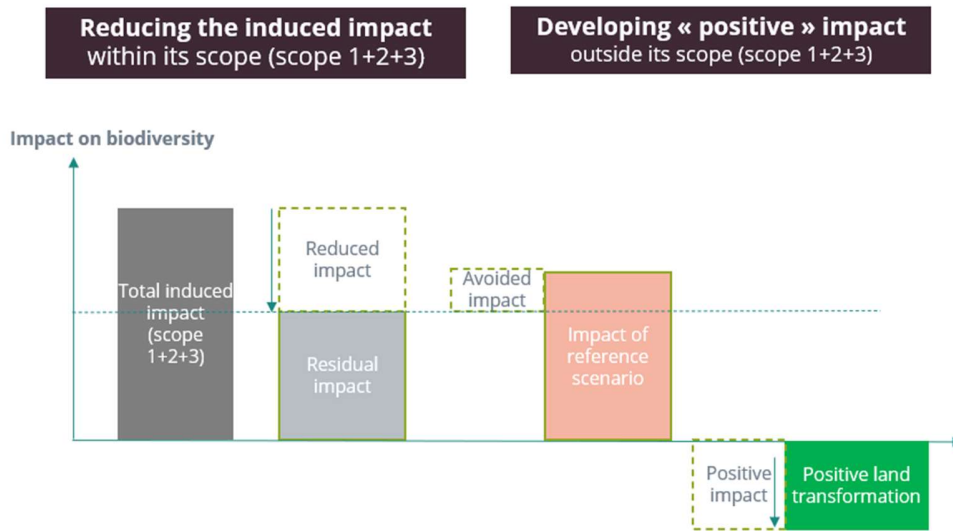 Reducing the induced impact
within its scope (scope 1+2+3)
Developing « positive » impact
outside its scope (scope 1+2+3)
Impact on biodiversity
Total induced
impact
(scope
1+2+3)
Reduced
impact
Residual
impact
Avoided
impact
Impact of
reference
scenario
Positive
impact
Positive land
transformation